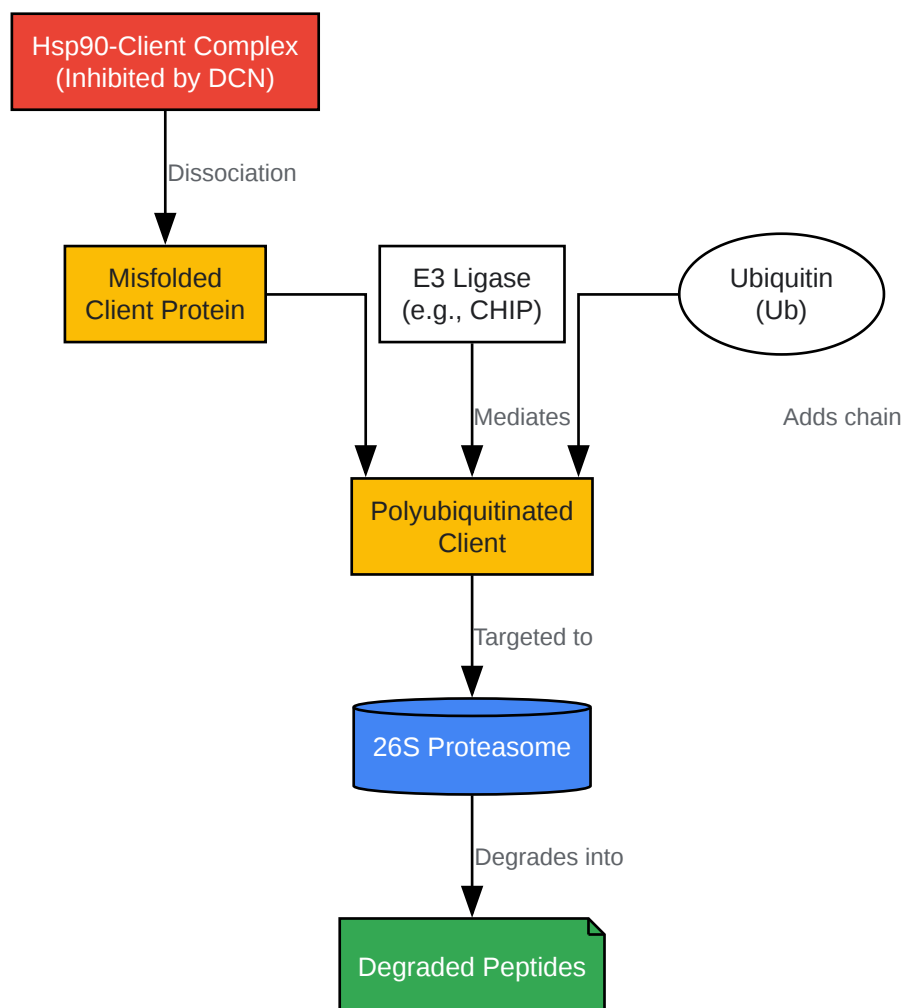 Hsp90-Client Complex
(Inhibited by DCN)
Dissociation
Misfolded
Client Protein
E3 Ligase
(e.g., CHIP)
Ubiquitin
(Ub)
Mediates
Adds chain
Polyubiquitinated
Client
Targeted to
26S Proteasome
Degrades into
Degraded Peptides